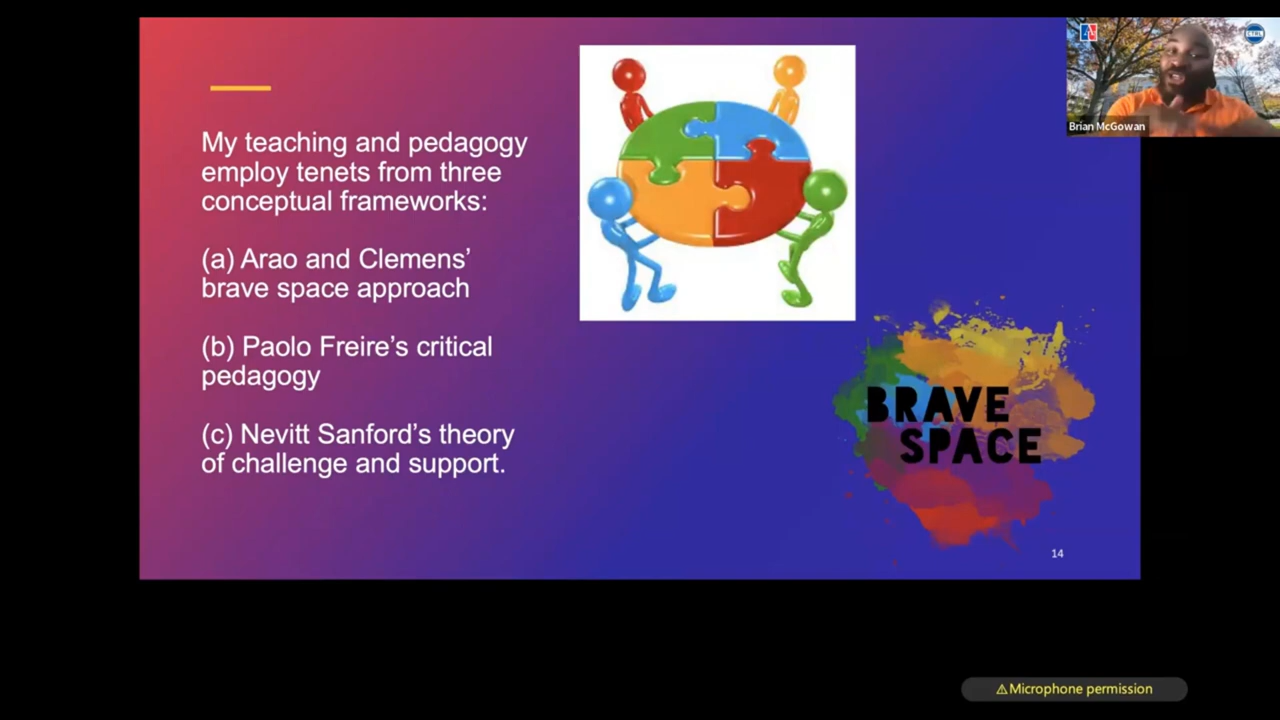 My teaching and pedagogy
employ tenets from three
conceptual frameworks:
(a) Arao and Clemens’
brave space approach
(b) Paolo Freire’s critical
pedagogy
(c) Nevitt Sanford’s theory
of challenge and support.
BRAVE
SPACE
14
CTRL
Brian McGowan
⚠Microphone permission